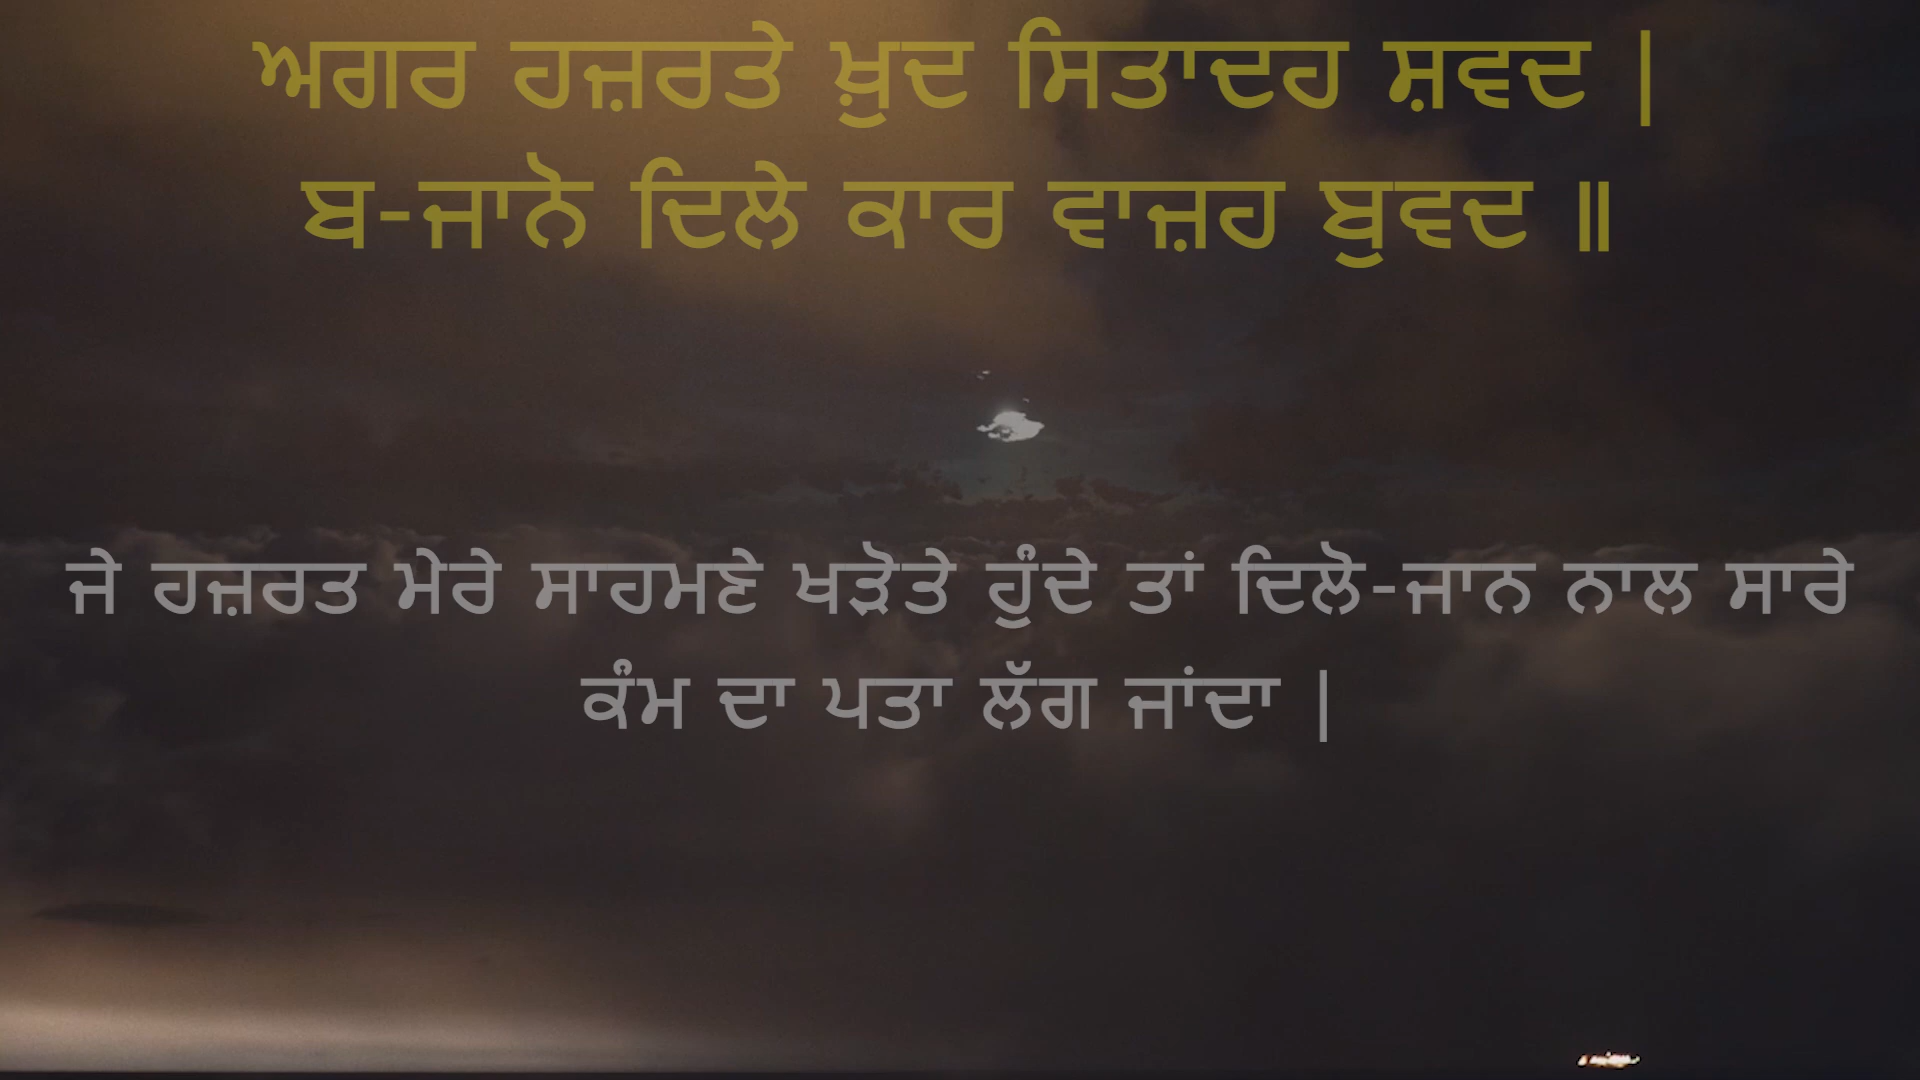 ਅਗਰ ਹਜ਼ਰਤੇ ਖ਼ੁਦ ਸਿਤਾਦਹ ਸ਼ਵਦ |
ਬ-ਜਾਨੋ ਦਿਲੇ ਕਾਰ ਵਾਜ਼ਹ ਬੁਵਦ ॥
ਜੇ ਹਜ਼ਰਤ ਮੇਰੇ ਸਾਹਮਣੇ ਖੜੋਤੇ ਹੁੰਦੇ ਤਾਂ ਦਿਲੋ-ਜਾਨ ਨਾਲ ਸਾਰੇ
ਕੰਮ ਦਾ ਪਤਾ ਲੱਗ ਜਾਂਦਾ |